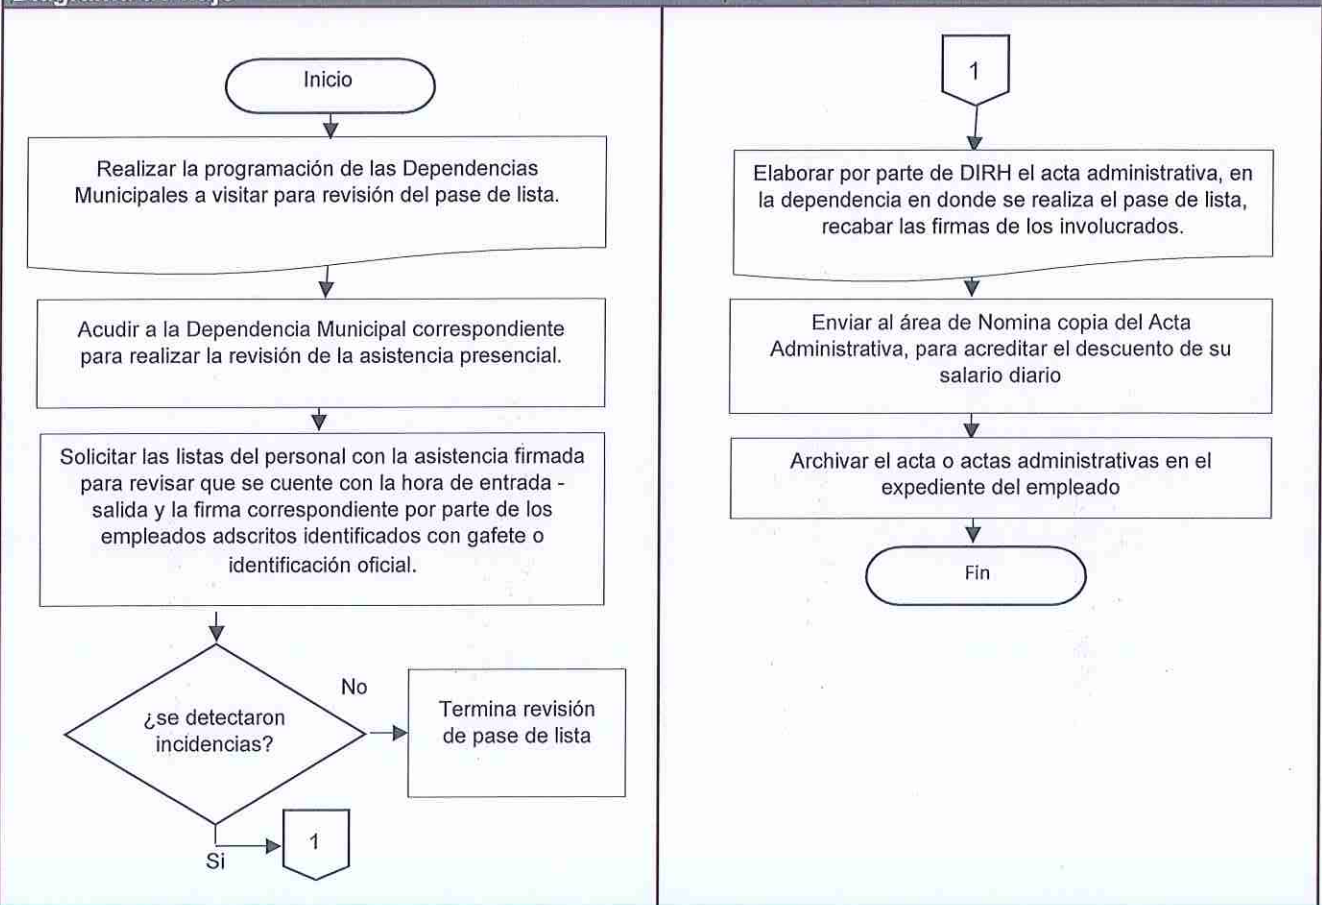 Inicio
Realizar la programación de las Dependencias
Municipales a visitar para revisión del pase de lista.
Acudir a la Dependencia Municipal correspondiente
para realizar la revisión de la asistencia presencial.
Solicitar las listas del personal con la asistencia firmada
para revisar que se cuente con la hora de entrada -
salida y la firma correspondiente por parte de los
empleados adscritos identificados con gafete o
identificación oficial.
¿se detectaron
incidencias?
No
Termina revisión
de pase de lista
Si
1
1
Elaborar por parte de DIRH el acta administrativa, en
la dependencia en donde se realiza el pase de lista,
recabar las firmas de los involucrados.
Enviar al área de Nomina copia del Acta
Administrativa, para acreditar el descuento de su
salario diario
Archivar el acta o actas administrativas en el
expediente del empleado
Fin